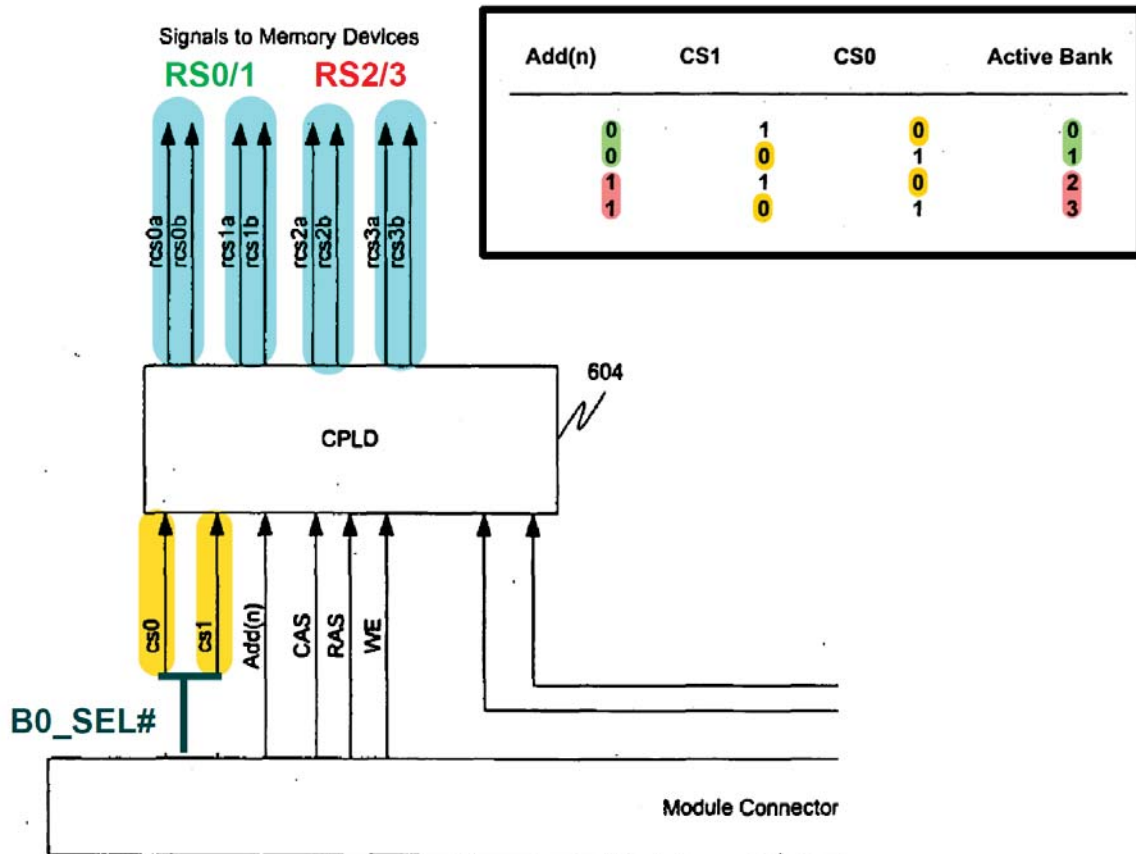 Signals to Memory Devices
RS0/1 RS2/3
Add(n) CS1 CS0 Active Bank
0 1 0 0
0 0 1 1
1 1 0 2
1 0 1 3
rcs0a
rcs0b
rcs1a
rcs1b
rcs2a
rcs2b
rcs3a
rcs3b
604
CPLD
cs0
cs1
Add(n)
CAS
RAS
WE
B0_SEL#
Module Connector